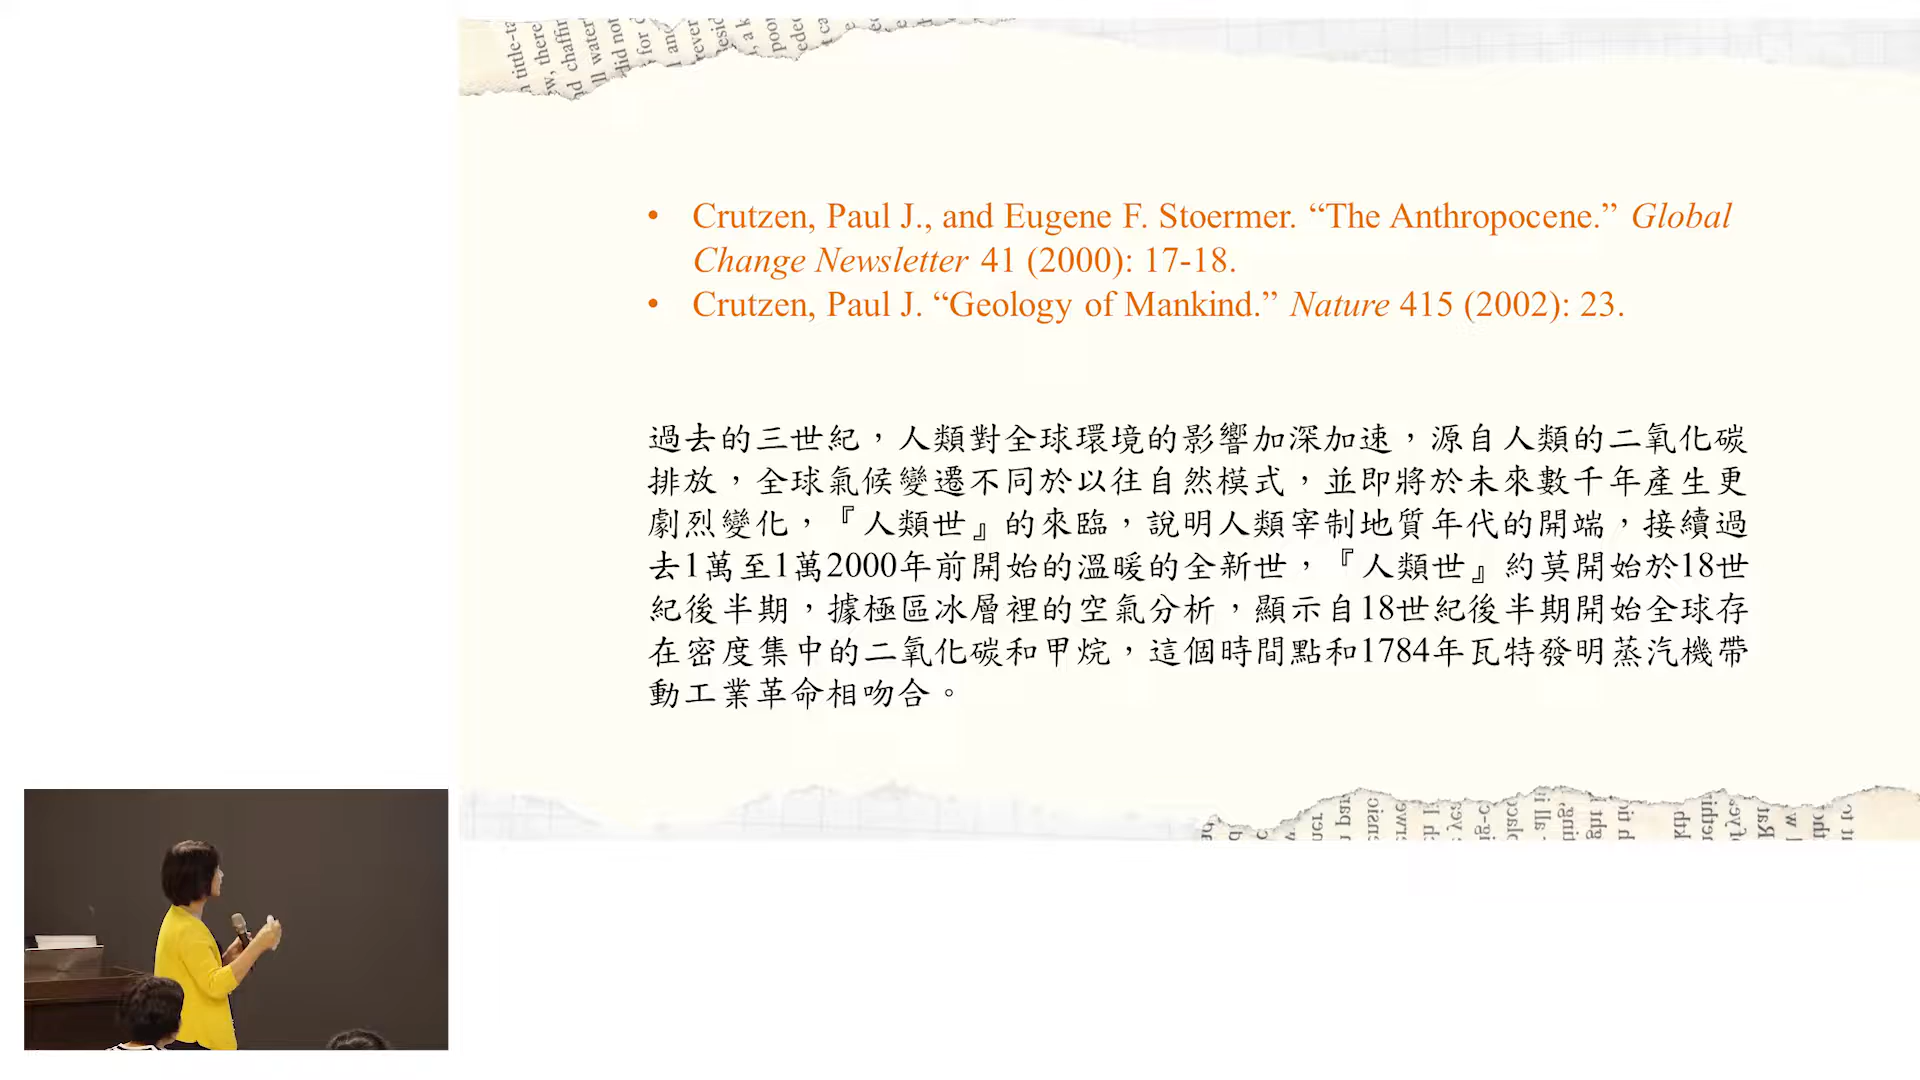 • Crutzen, Paul J., and Eugene F. Stoermer. “The Anthropocene.” Global
Change Newsletter 41 (2000): 17-18.
• Crutzen, Paul J. “Geology of Mankind.” Nature 415 (2002): 23.
過去的三世紀，人類對全球環境的影響加深加速，源自人類的二氧化碳
排放，全球氣候變遷不同於以往自然模式，並即將於未來數千年產生更
劇烈變化，『人類世』的來臨，說明人類宰制地質年代的開端，接續過
去1萬至1萬2000年前開始的溫暖的全新世，『人類世』約莫開始於18世
紀後半期，據極區冰層裡的空氣分析，顯示自18世紀後半期開始全球存
在密度集中的二氧化碳和甲烷，這個時間點和1784年瓦特發明蒸汽機帶
動工業革命相吻合。